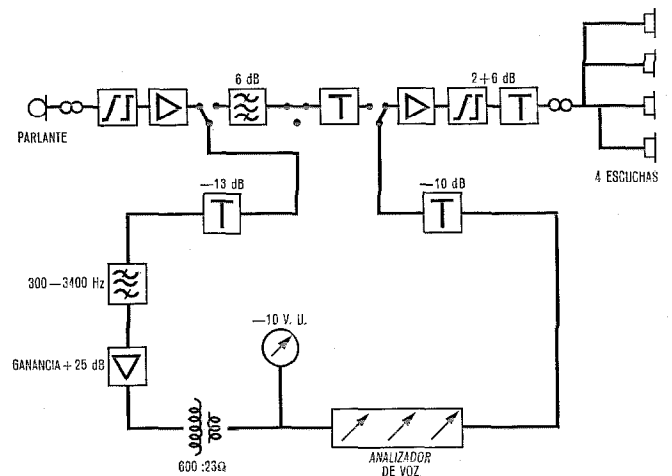 6 dB
2+6 dB
PARLANTE
4 ESCUCHAS
—13 dB
—10 dB
300—3400 Hz
—10 V. U.
GANANCIA + 25 dB
600 :23Ω
ANALIZADOR
DE VOZ